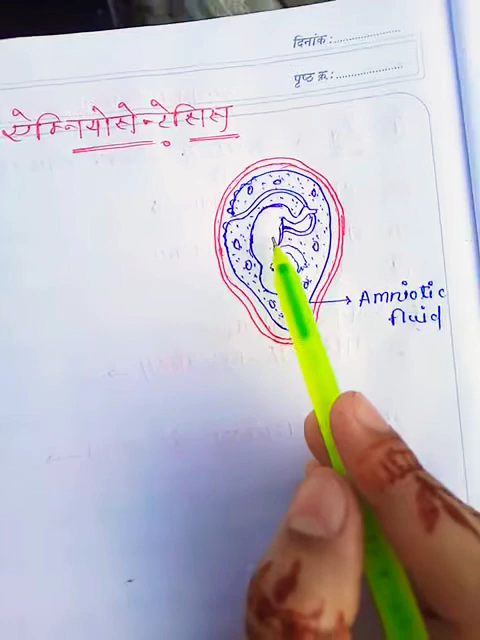 दिनांक :....................
पृष्ठ क्र. :....................
ऐम्नियोसेन्टेसिस
Amniotic
fluid